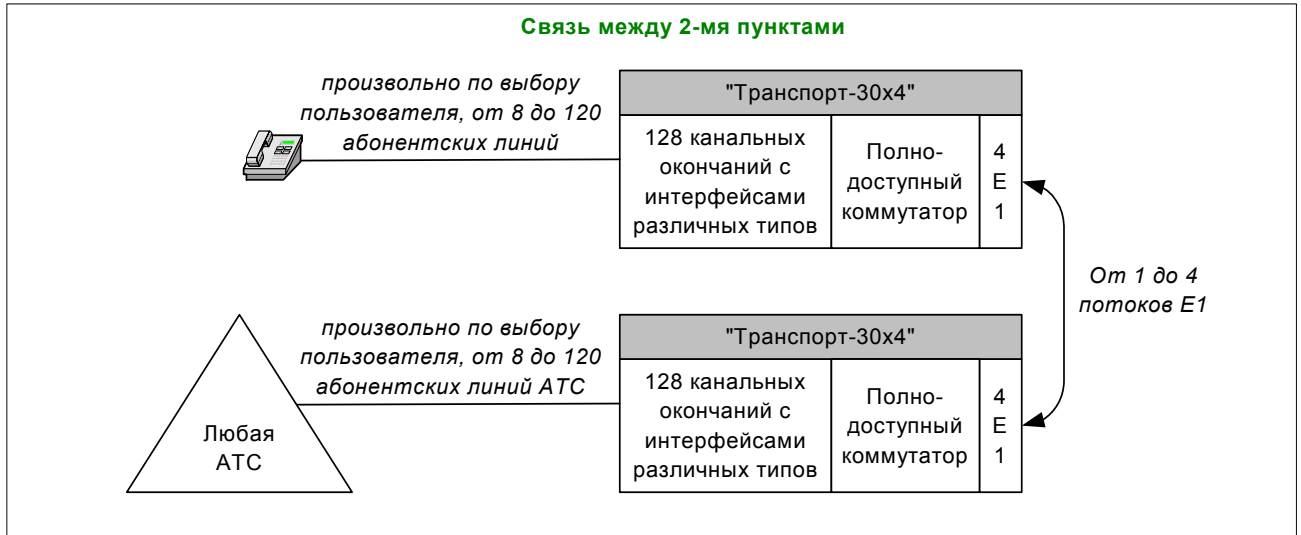 Связь между 2-мя пунктами
произвольно по выбору
пользователя, от 8 до 120
абонентских линий
"Транспорт-30х4"
128 канальных
окончаний с
интерфейсами
различных типов
Полно-
доступный
коммутатор
4
Е
1
От 1 до 4
потоков Е1
произвольно по выбору
пользователя, от 8 до 120
абонентских линий АТС
Любая
АТС
"Транспорт-30х4"
128 канальных
окончаний с
интерфейсами
различных типов
Полно-
доступный
коммутатор
4
Е
1